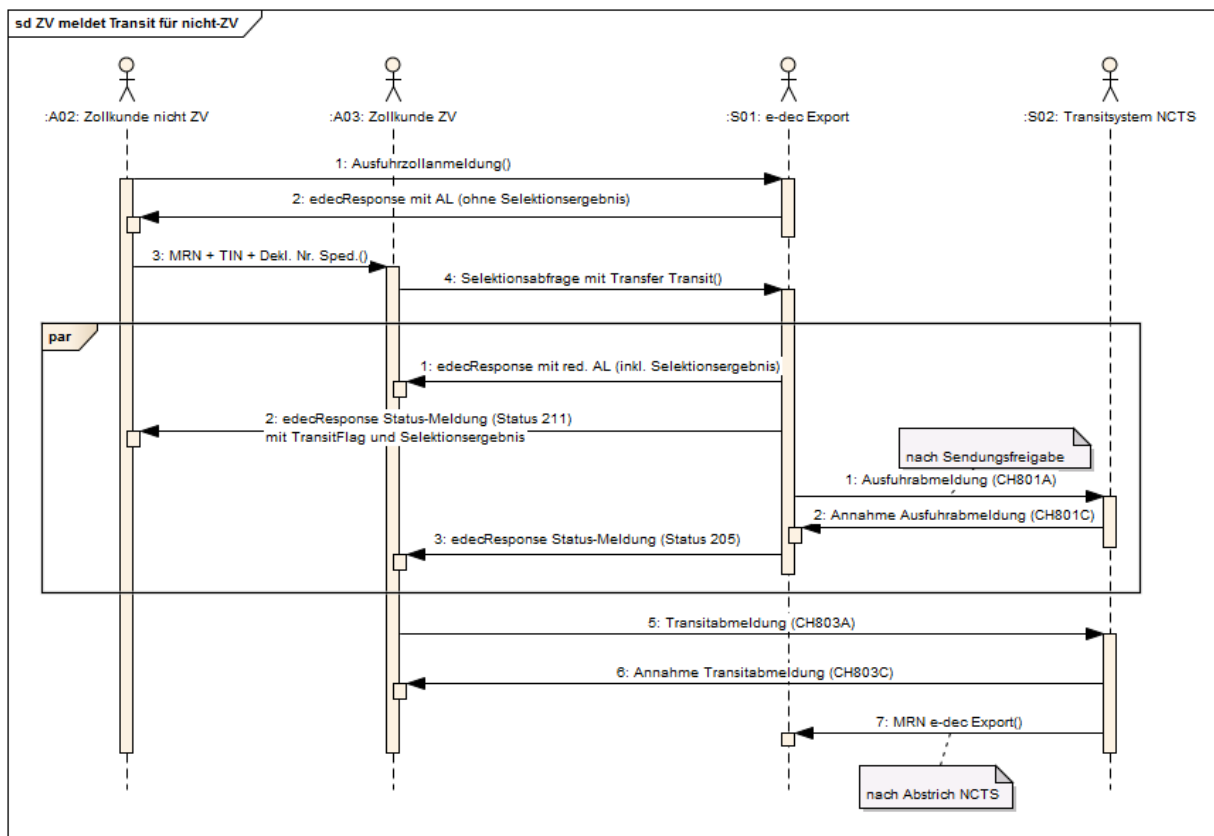 sd ZV meldet Transit für nicht-ZV
:A02: Zollkunde nicht ZV
:A03: Zollkunde ZV
:S01: e-dec Export
:S02: Transitsystem NCTS
1: Ausfuhrzollanmeldung()
2: edecResponse mit AL (ohne Selektionsergebnis)
3: MRN + TIN + Dekl. Nr. Sped.()
4: Selektionsabfrage mit Transfer Transit()
par
1: edecResponse mit red. AL (inkl. Selektionsergebnis)
2: edecResponse Status-Meldung (Status 211)
mit TransitFlag und Selektionsergebnis
nach Sendungsfreigabe
1: Ausfuhrabmeldung (CH801A)
2: Annahme Ausfuhrabmeldung (CH801C)
3: edecResponse Status-Meldung (Status 205)
5: Transitabmeldung (CH803A)
6: Annahme Transitabmeldung (CH803C)
7: MRN e-dec Export()
nach Abstrich NCTS